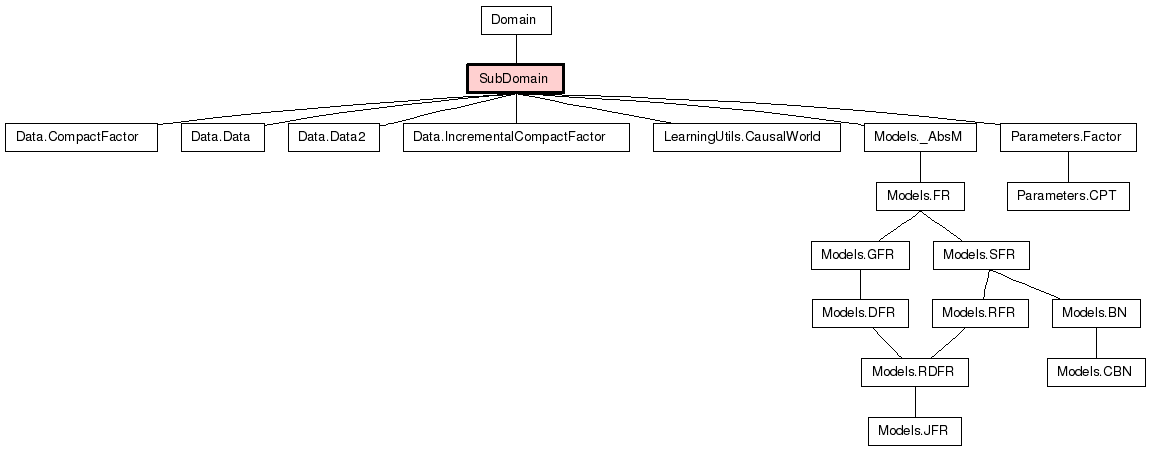 Domain
SubDomain
Data.CompactFactor
Data.Data
Data.Data2
Data.IncrementalCompactFactor
LearningUtils.CausalWorld
Models._AbsM
Parameters.Factor
Models.FR
Parameters.CPT
Models.GFR
Models.SFR
Models.DFR
Models.RFR
Models.BN
Models.RDFR
Models.CBN
Models.JFR